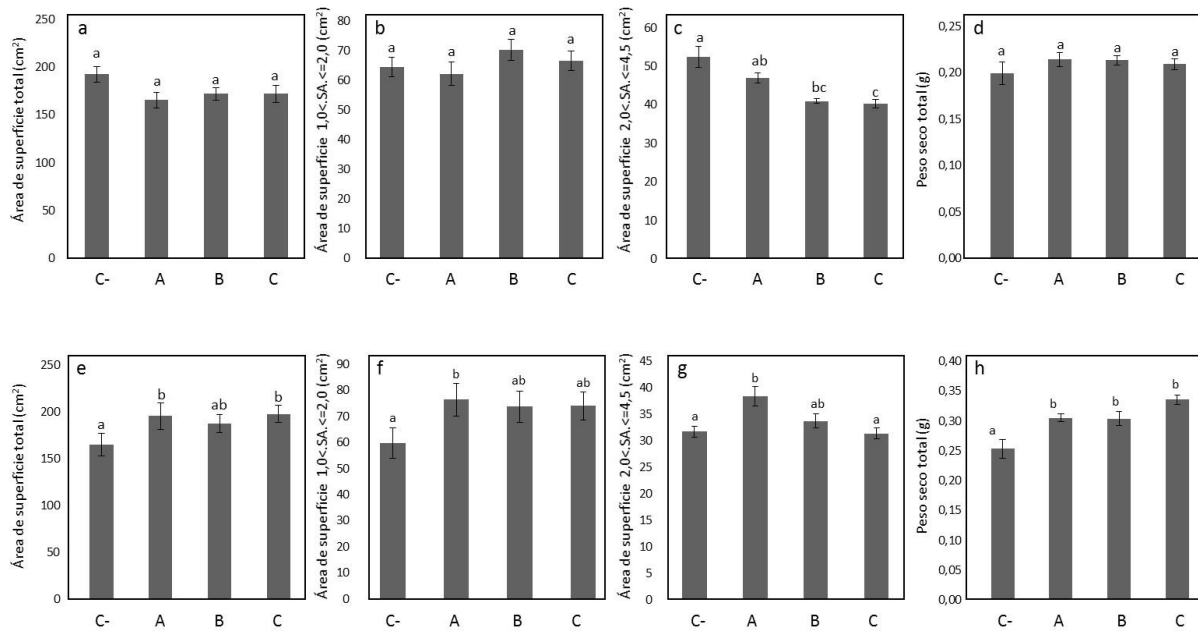 a
Área de superficie total (cm²)
250
200
150
100
50
0
a
a
a
a
C-
A
B
C
b
Área de superfície 1,0<.SA.<=2,0 (cm²)
80
70
60
50
40
30
20
10
0
a
a
a
a
C-
A
B
C
c
Área de superfície 2,0<.SA.<=4,5 (cm²)
60
50
40
30
20
10
0
a
ab
bc
c
C-
A
B
C
d
Peso seco total (g)
0,25
0,20
0,15
0,10
0,05
0,00
a
a
a
a
C-
A
B
C
e
Área de superfície total (cm²)
250
200
150
100
50
0
a
b
ab
b
C-
A
B
C
f
Área de superfície 1,0<.SA.<=2,0 (cm²)
90
80
70
60
50
40
30
20
10
0
a
b
ab
ab
C-
A
B
C
g
Área de superfície 2,0<.SA.<=4,5 (cm²)
45
40
35
30
25
20
15
10
5
0
a
b
ab
a
C-
A
B
C
h
Peso seco total (g)
0,40
0,35
0,30
0,25
0,20
0,15
0,10
0,05
0,00
a
b
b
b
C-
A
B
C